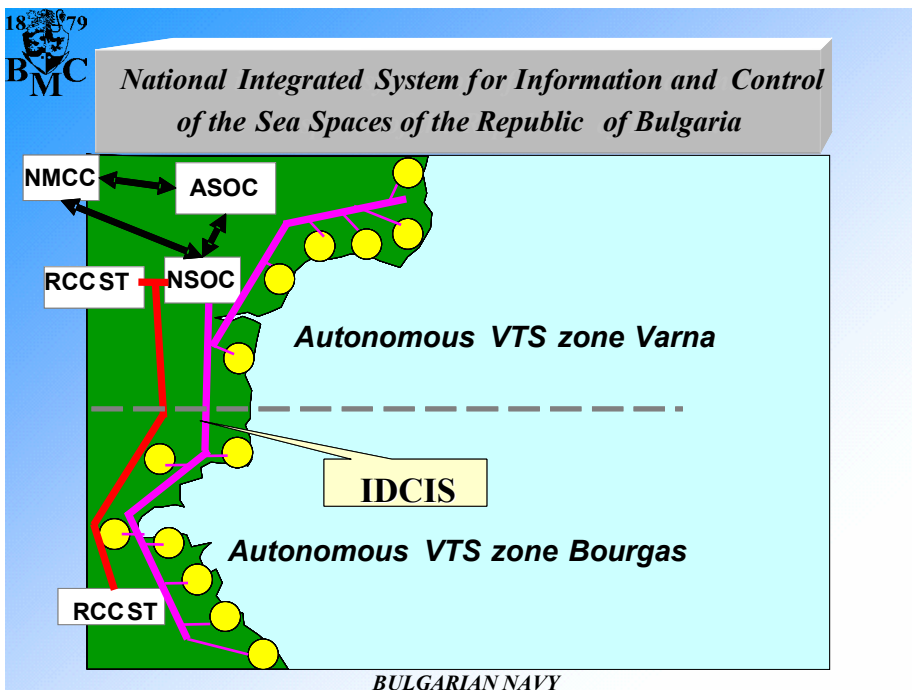 18 79
B M C
National Integrated System for Information and Control
of the Sea Spaces of the Republic of Bulgaria
NMCC
ASOC
RCC ST
NSOC
Autonomous VTS zone Varna
IDCIS
Autonomous VTS zone Bourgas
RCC ST
BULGARIAN NAVY